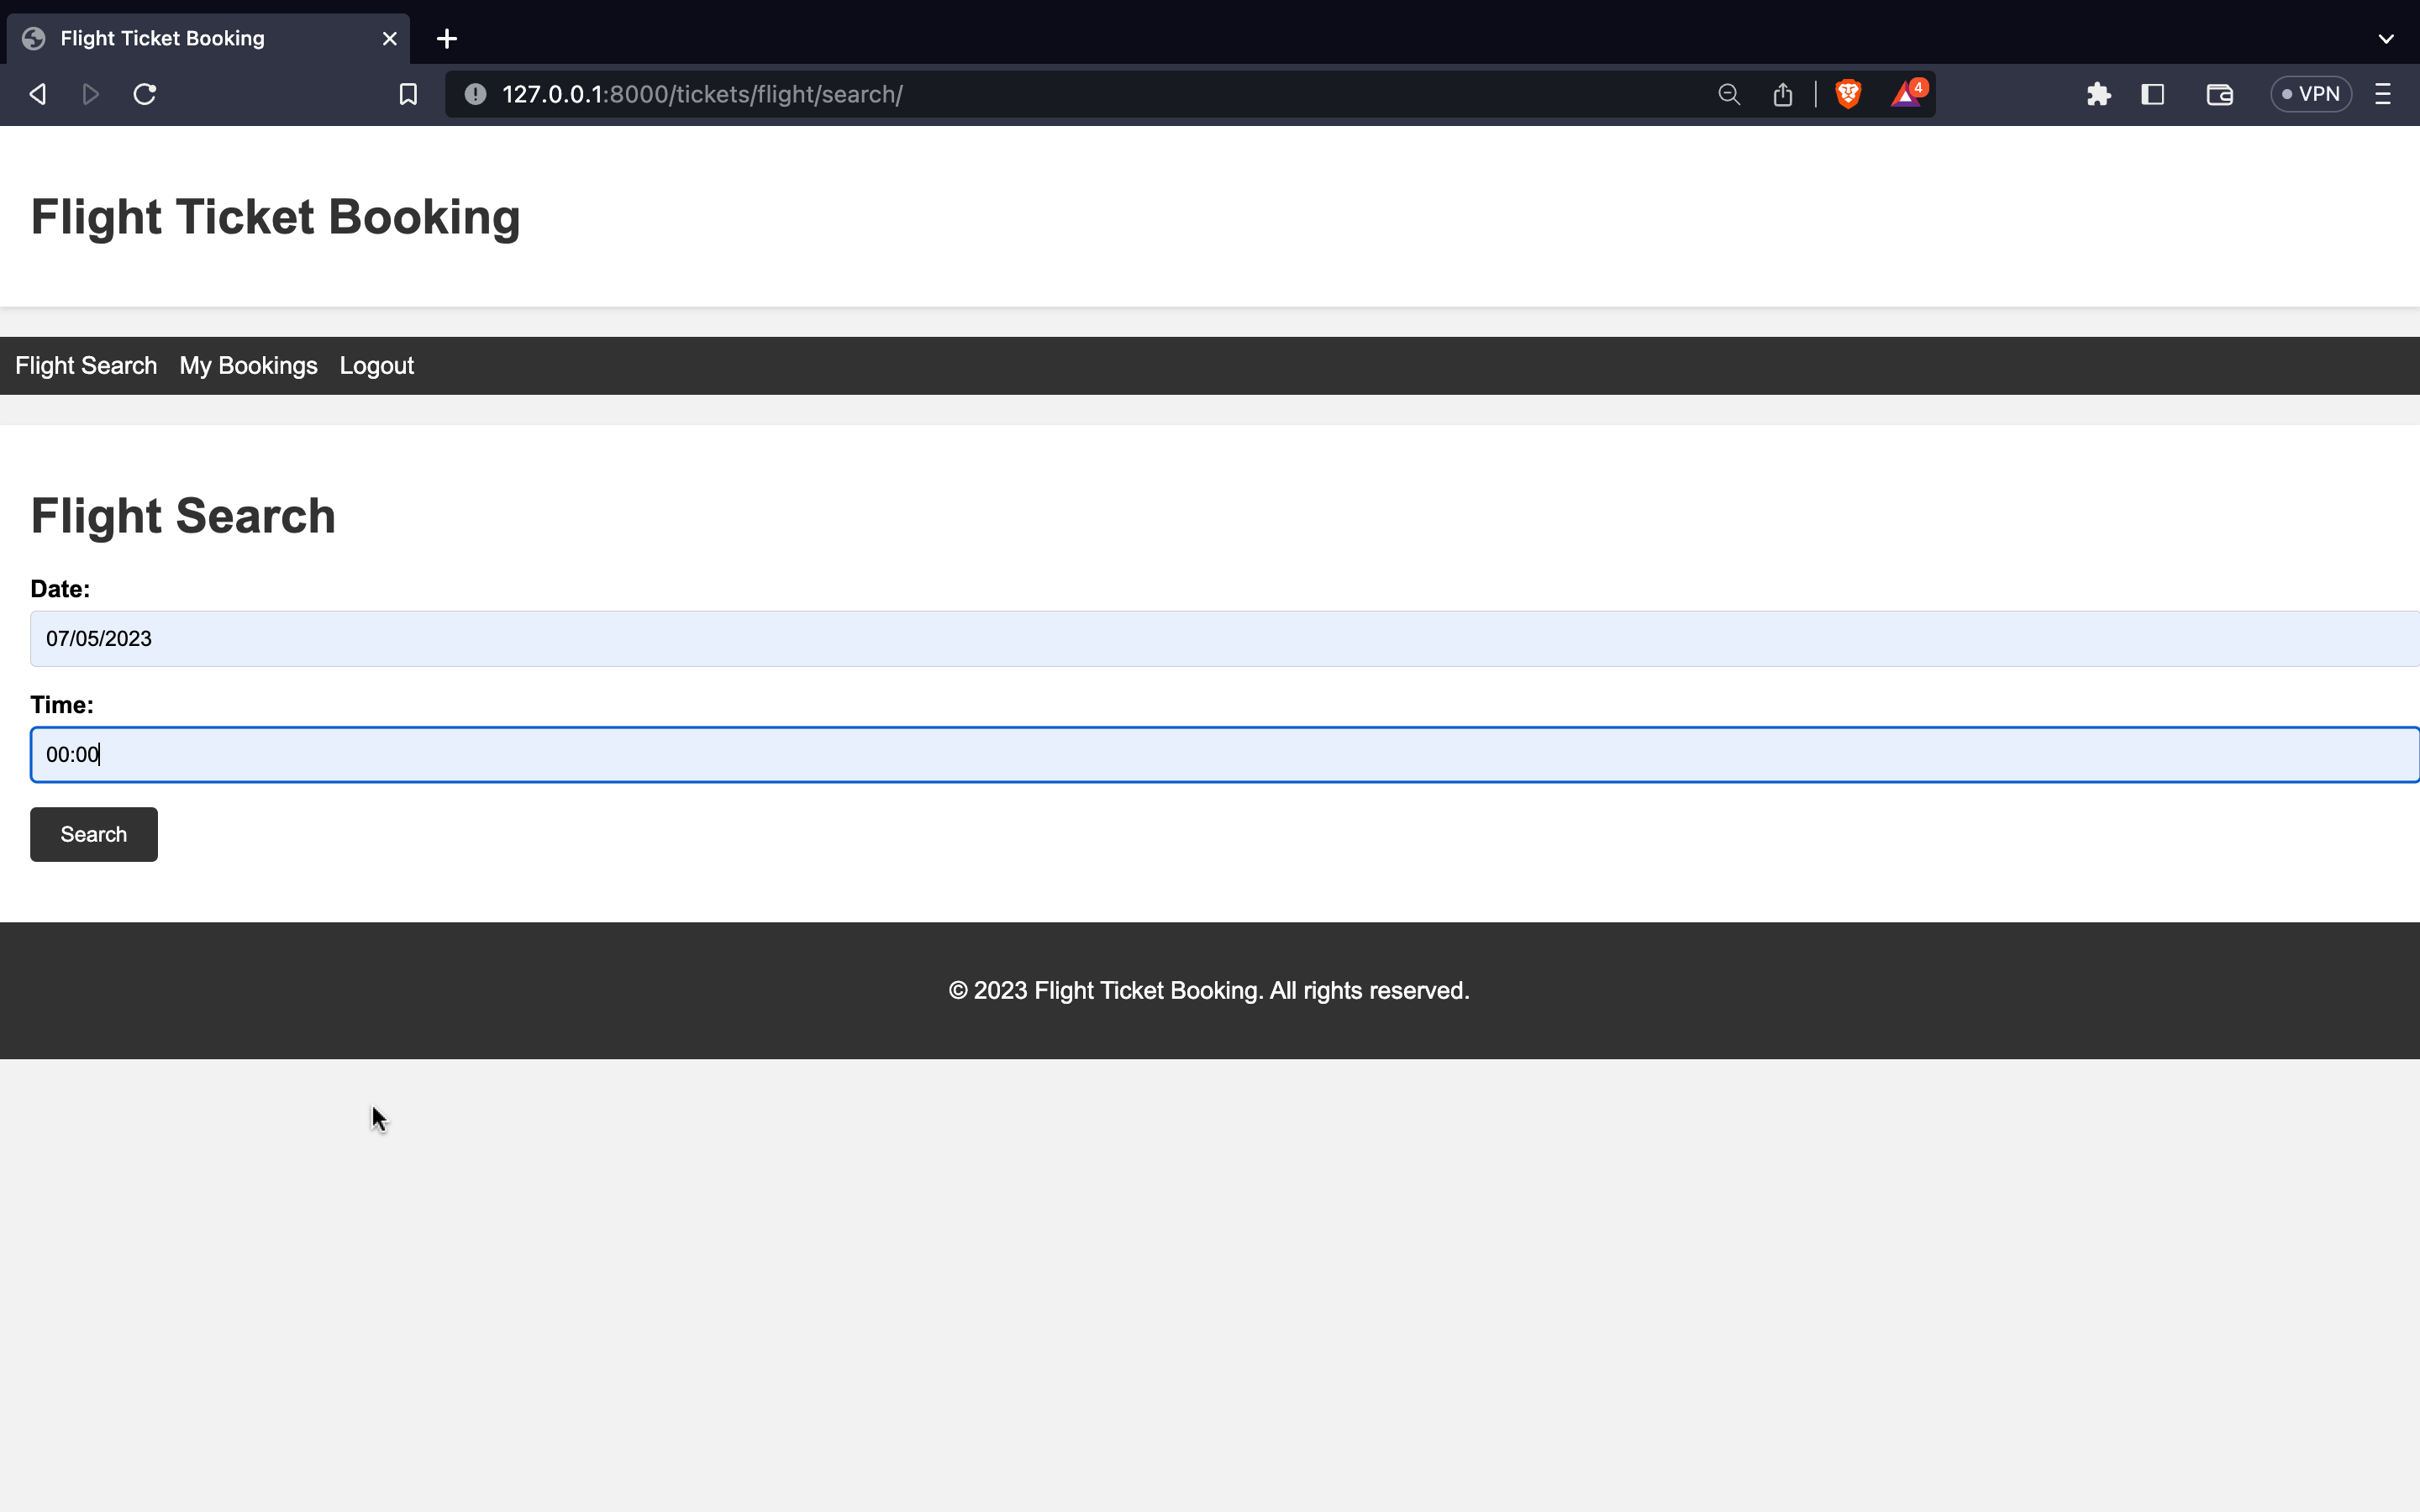 Flight Ticket Booking
127.0.0.1:8000/tickets/flight/search/
4
VPN
Flight Ticket Booking
Flight Search My Bookings Logout
Flight Search
Date:
07/05/2023
Time:
00:00
Search
© 2023 Flight Ticket Booking. All rights reserved.